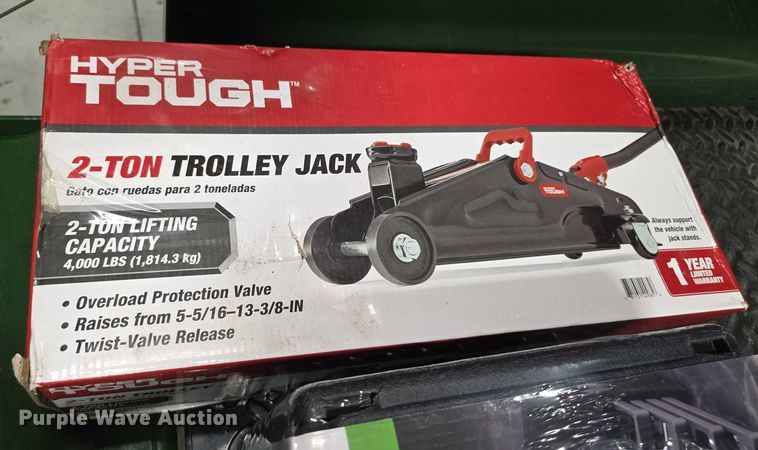 HYPER
TOUGH™
2-TON TROLLEY JACK
Gato con ruedas para 2 toneladas
2-TON LIFTING
CAPACITY
4,000 LBS (1,814.3 kg)
• Overload Protection Valve
• Raises from 5-5/16–13-3/8-IN
• Twist-Valve Release
HYPER
TOUGH
Always support
the vehicle with
jack stands.
1 YEAR
LIMITED
WARRANTY
Purple Wave Auction